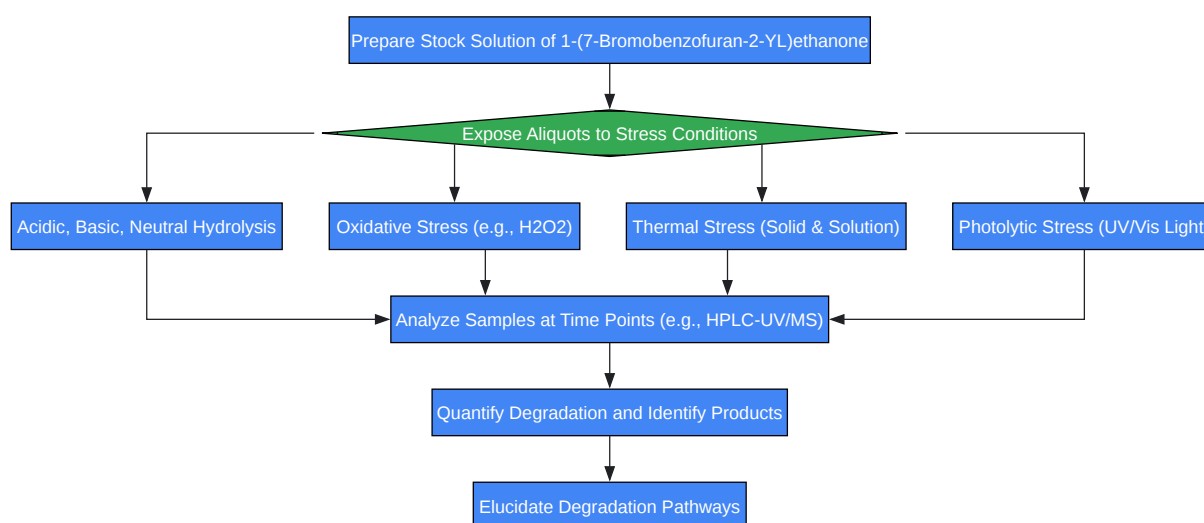 Prepare Stock Solution of 1-(7-Bromobenzofuran-2-YL)ethanone
Expose Aliquots to Stress Conditions
Acidic, Basic, Neutral Hydrolysis
Oxidative Stress (e.g., H2O2)
Thermal Stress (Solid & Solution)
Photolytic Stress (UV/Vis Light
Analyze Samples at Time Points (e.g., HPLC-UV/MS)
Quantify Degradation and Identify Products
Elucidate Degradation Pathways